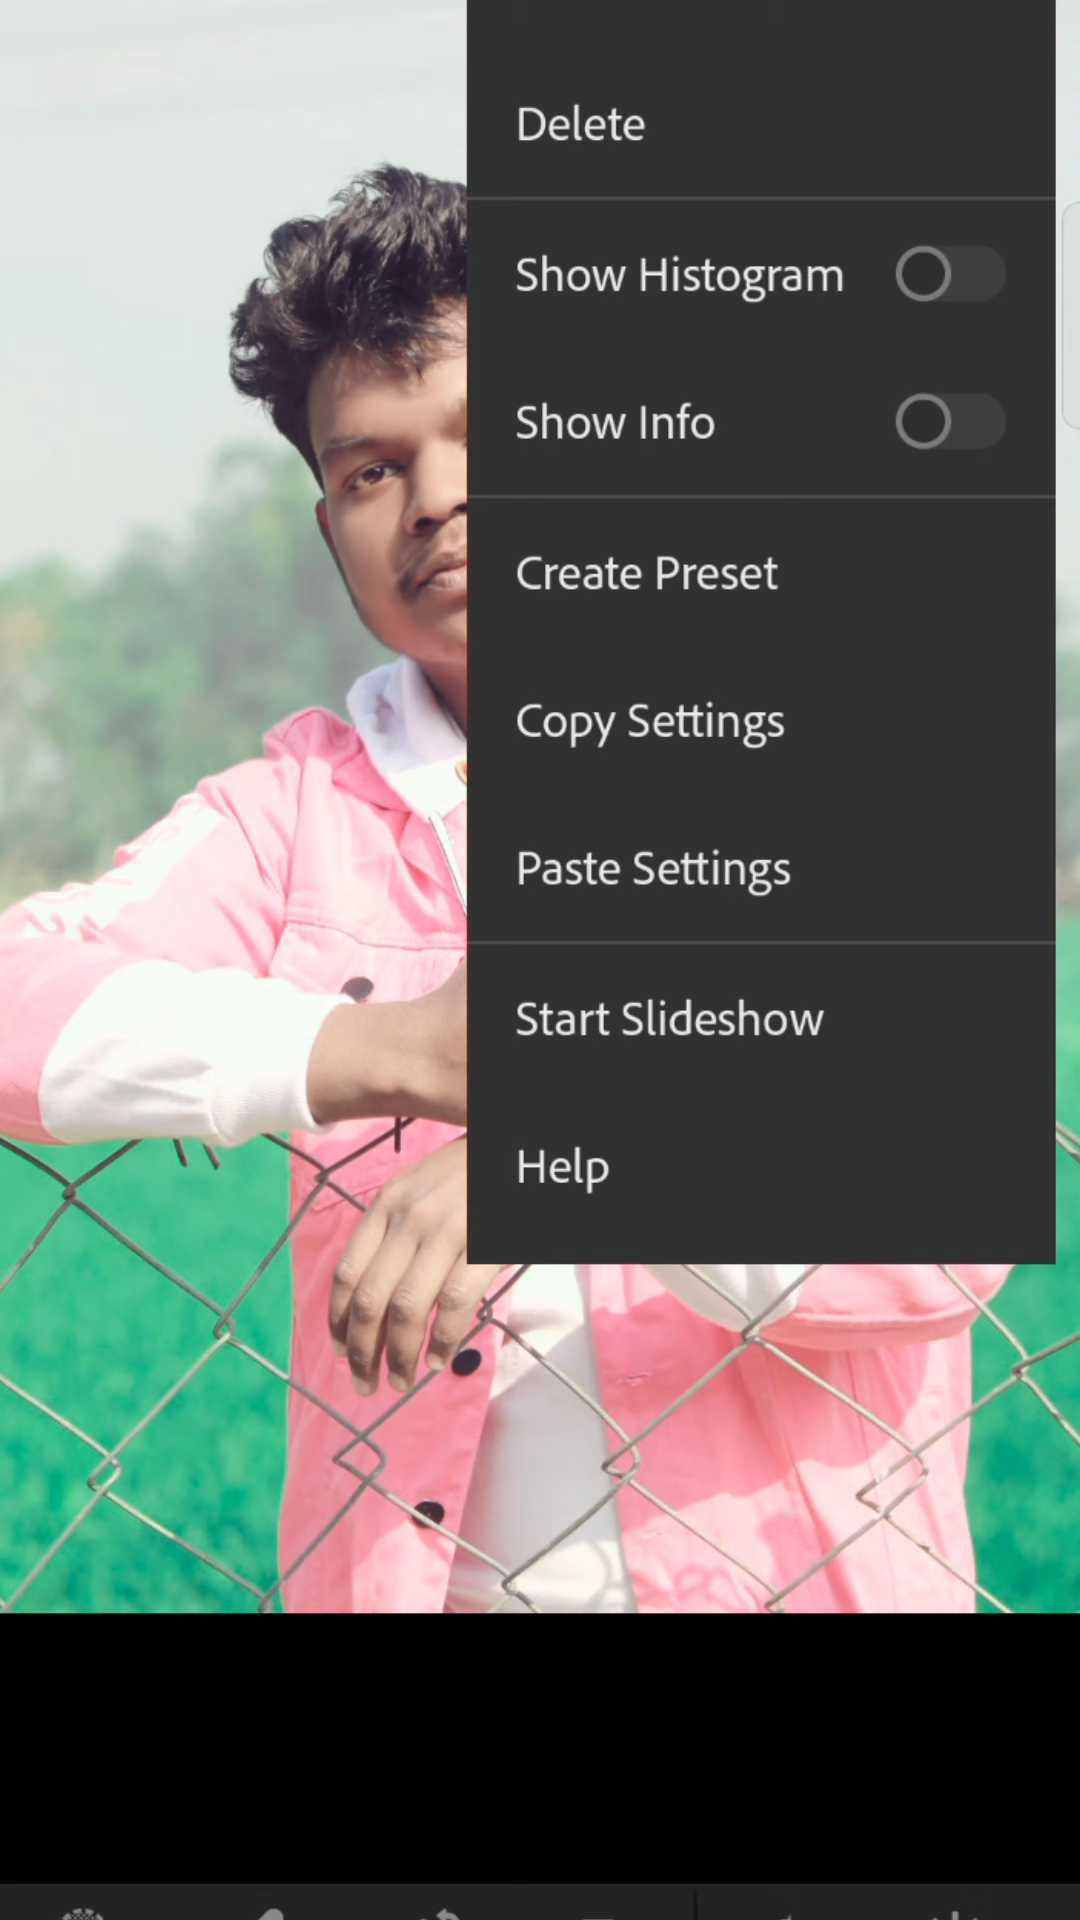 Delete
Show Histogram
Show Info
Create Preset
Copy Settings
Paste Settings
Start Slideshow
Help